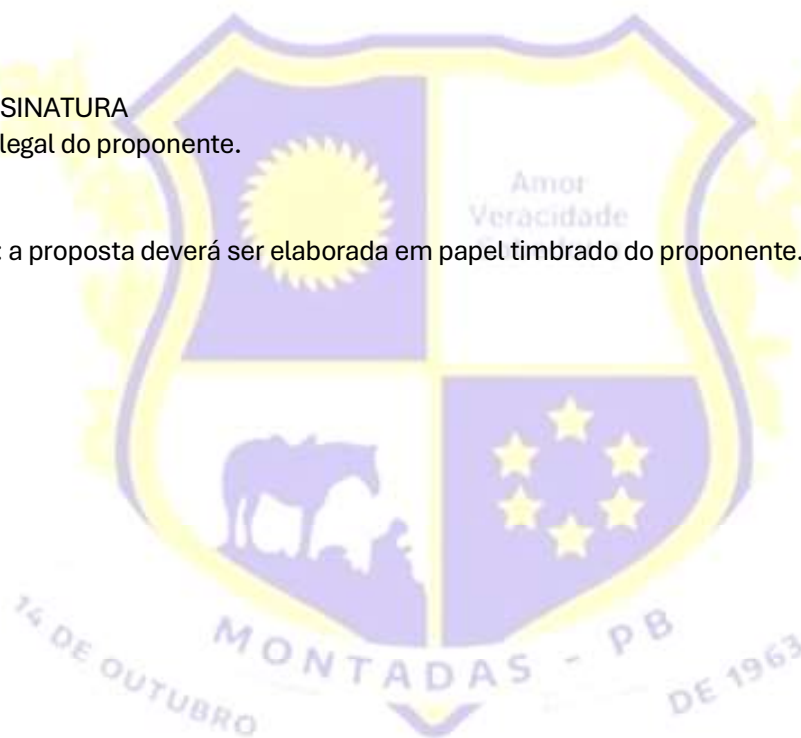 SINATURA
legal do proponente.
Amor
Veracidade
: a proposta deverá ser elaborada em papel timbrado do proponente.
MONTADAS - PB
14 DE OUTUBRO DE 1963